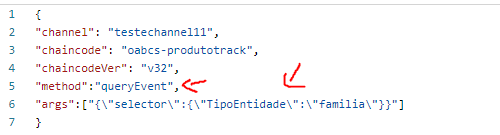 1 {
2 "channel": "testechannel11",
3 "chaincode": "oabcs-produtotrack",
4 "chaincodeVer": "v32",
5 "method":"queryEvent",
6 "args":["{\"selector\":{\"TipoEntidade\":\"familia\"}}"]
7 }